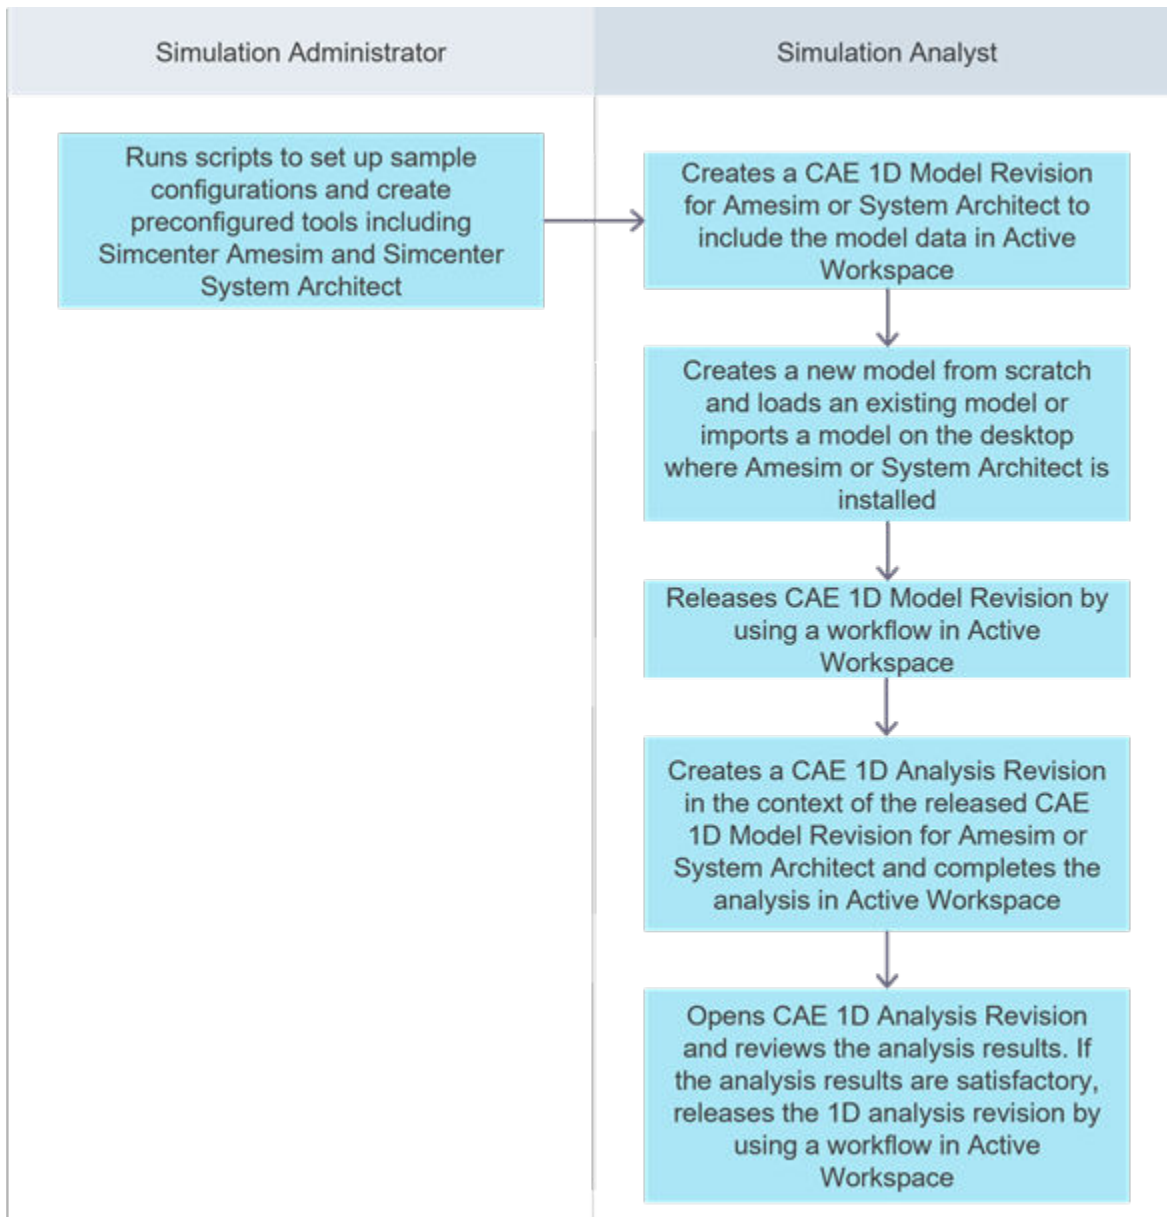 Simulation Administrator
Simulation Analyst
Runs scripts to set up sample
configurations and create
preconfigured tools including
Simcenter Amesim and Simcenter
System Architect
Creates a CAE 1D Model Revision
for Amesim or System Architect to
include the model data in Active
Workspace
Creates a new model from scratch
and loads an existing model or
imports a model on the desktop
where Amesim or System Architect is
installed
Releases CAE 1D Model Revision by
using a workflow in Active
Workspace
Creates a CAE 1D Analysis Revision
in the context of the released CAE
1D Model Revision for Amesim or
System Architect and completes the
analysis in Active Workspace
Opens CAE 1D Analysis Revision
and reviews the analysis results. If
the analysis results are satisfactory,
releases the 1D analysis revision by
using a workflow in Active
Workspace